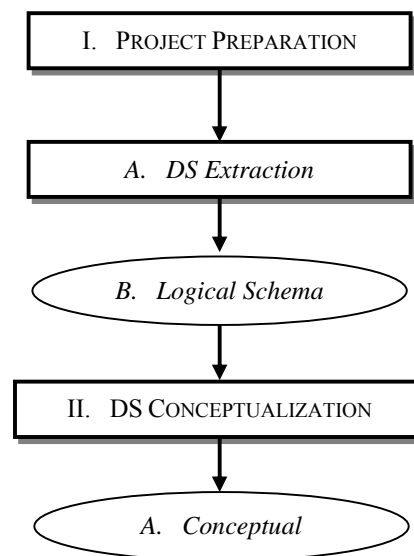 I. PROJECT PREPARATION
A. DS Extraction
B. Logical Schema
II. DS CONCEPTUALIZATION
A. Conceptual